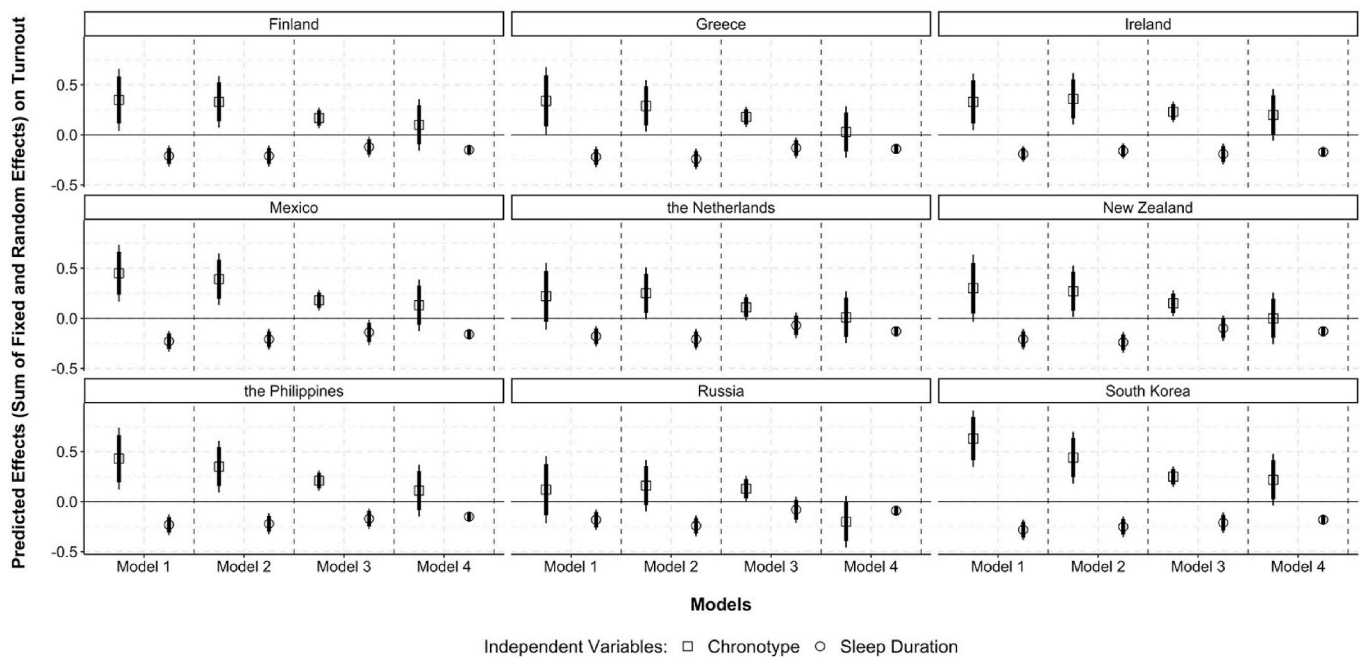 Predicted Effects (Sum of Fixed and Random Effects) on Turnout
Finland Greece Ireland
0.5
0.0
-0.5
Mexico the Netherlands New Zealand
0.5
0.0
-0.5
the Philippines Russia South Korea
0.5
0.0
-0.5
Model 1 Model 2 Model 3 Model 4 Model 1 Model 2 Model 3 Model 4 Model 1 Model 2 Model 3 Model 4
Models
Independent Variables: Chronotype Sleep Duration